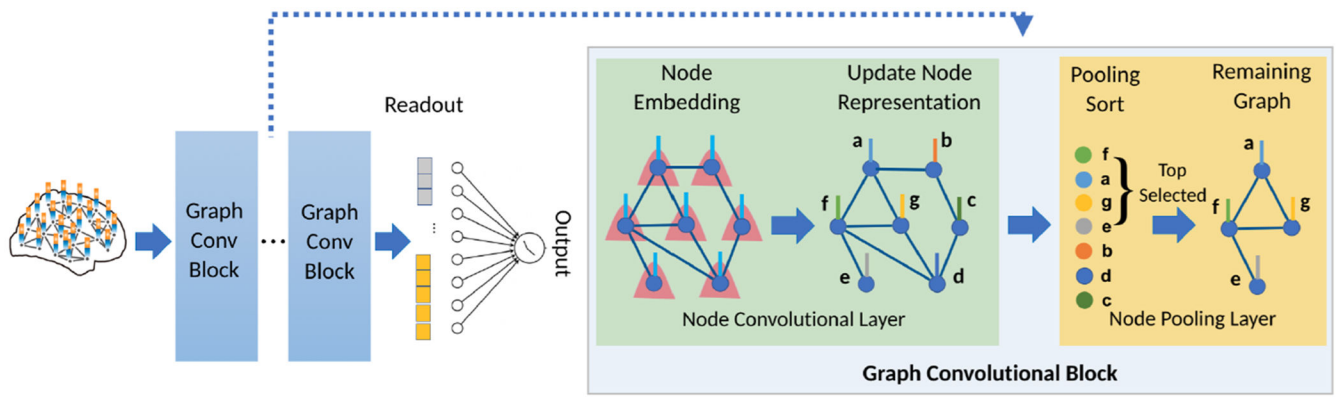 Readout
Graph
Conv
Block
...
Graph
Conv
Block
...
Output
Node
Embedding
Update Node
Representation
a
b
f
g
c
e
d
Node Convolutional Layer
Pooling
Sort
f
a
g
e
b
d
c
Top
Selected
Remaining
Graph
a
f
g
e
Node Pooling Layer
Graph Convolutional Block